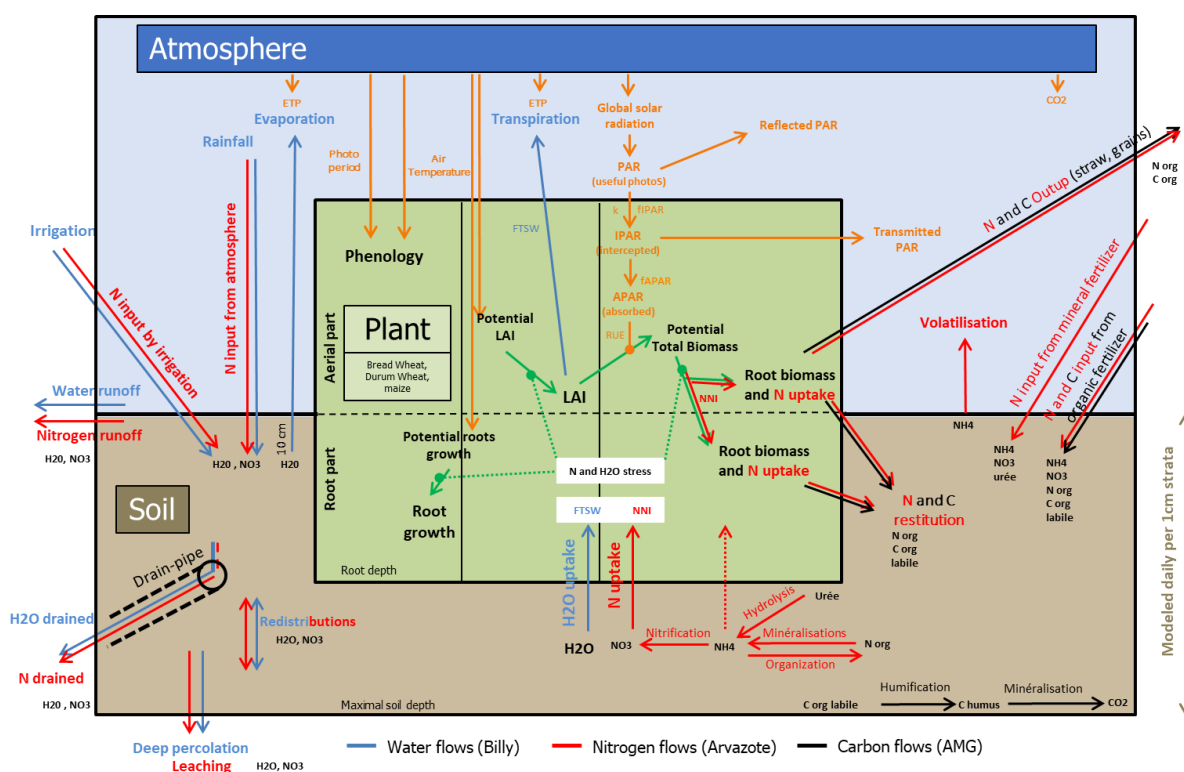 Atmosphere
ETP
Evaporation
Rainfall
Photo
period
Air
Temperature
ETP
Transpiration
Global solar
radiation
PAR
(useful photoS)
Reflected PAR
CO2
N and C Outup (straw, grains)
N org
C org
Irrigation
N input by irrigation
N input from atmosphere
FTSW
k
fIPAR
IPAR
(intercepted)
Transmitted
PAR
fAPAR
APAR
(absorbed)
RUE
Phenology
Aerial part
Plant
Bread Wheat,
Durum Wheat,
maize
Potential
LAI
LAI
Potential
Total Biomass
Root biomass
and N uptake
NNI
Volatilisation
NH4
N input from mineral fertilizer
N and C input from
organic fertilizer
Water runoff
Nitrogen runoff
H20, NO3
H20 , NO3
10 cm
H20
Root part
Potential roots
growth
Root
growth
N and H2O stress
FTSW
NNI
Root biomass
and N uptake
N and C
restitution
N org
C org
labile
NH4
NO3
urée
NH4
NO3
N org
C org
labile
Modeled daily per 1cm strata
Soil
Drain-pipe
Root depth
H2O uptake
N uptake
Urée
Hydrolysis
H2O drained
N drained
H20 , NO3
Redistributions
H2O, NO3
H2O
NO3
Nitrification
NH4
Minéralisations
Organization
N org
Maximal soil depth
C org labile
Humification
C humus
Minéralisation
CO2
Deep percolation
Leaching
H2O, NO3
Water flows (Billy)
Nitrogen flows (Arvazote)
Carbon flows (AMG)